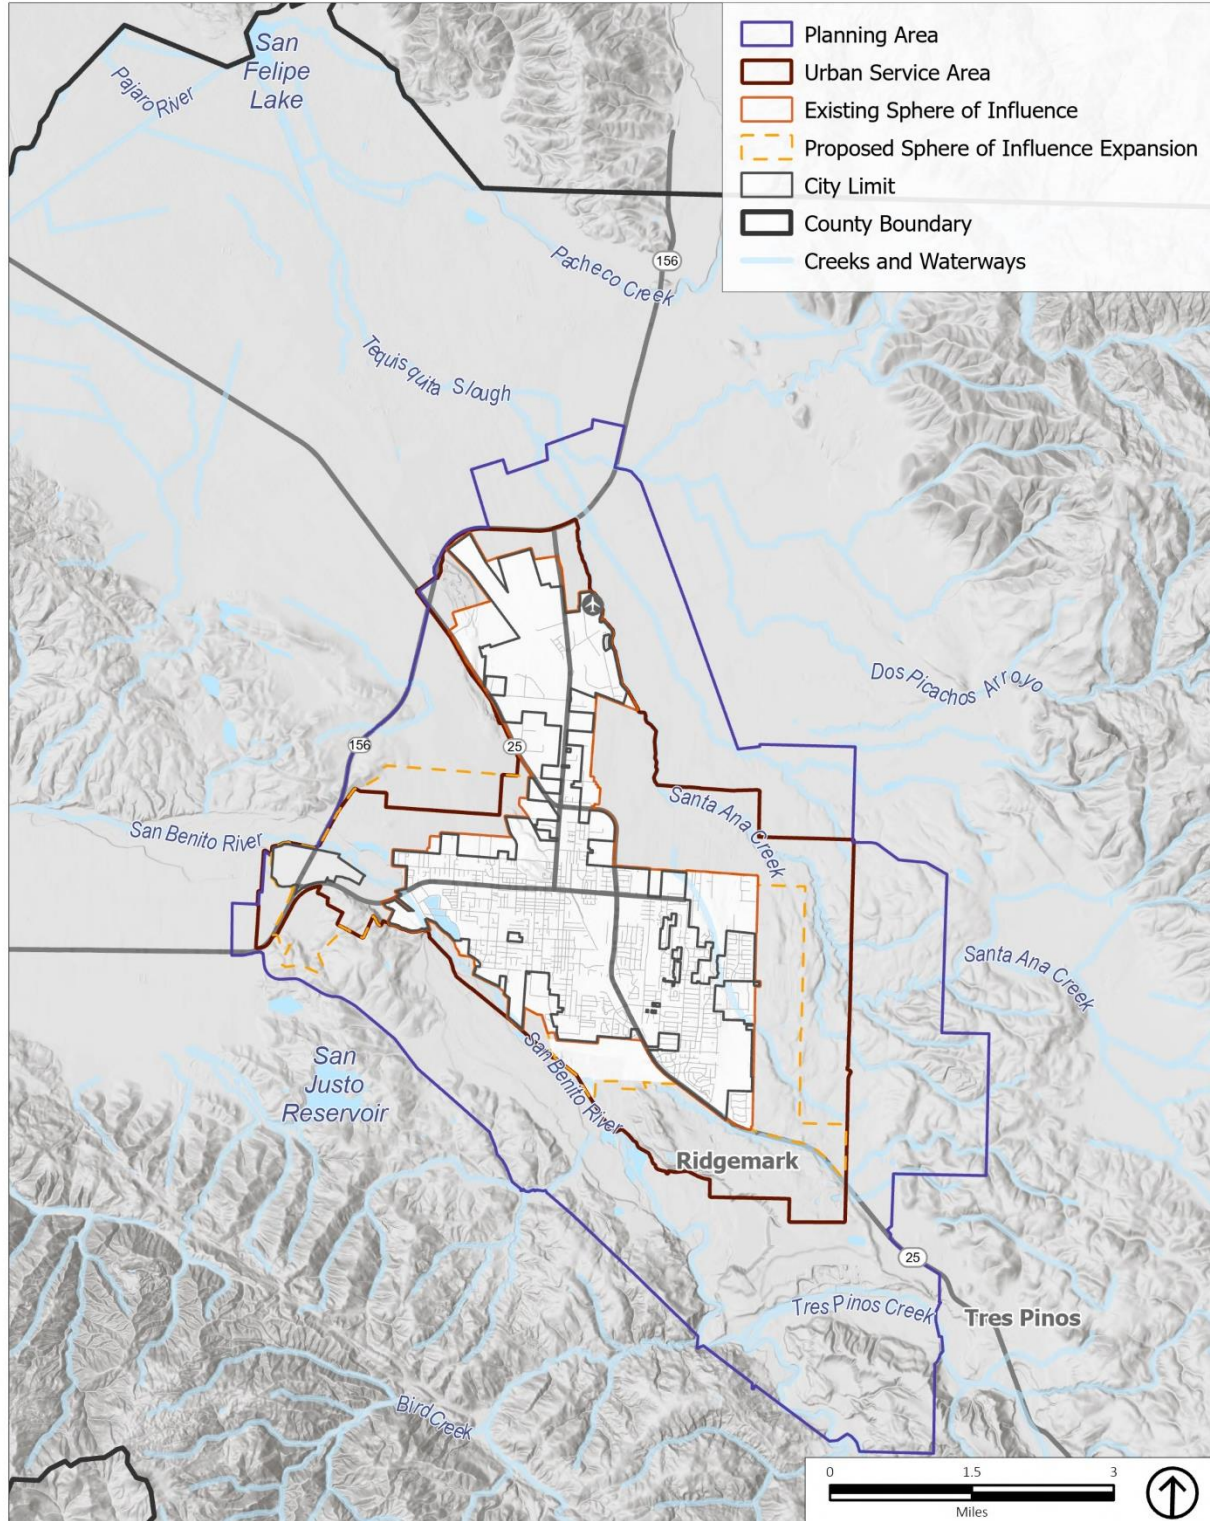 San
Felipe
Lake
Pajaro River
Planning Area
Urban Service Area
Existing Sphere of Influence
Proposed Sphere of Influence Expansion
City Limit
County Boundary
Creeks and Waterways
156
Pacheco Creek
Tequisquita Slough
Dos Picachos Arroyo
156
25
Santa Ana Creek
San Benito River
Santa Ana Creek
San Benito River
San
Justo
Reservoir
Ridgemark
25
Tres Pinos Creek
Tres Pinos
Bird Creek
0
1.5
3
Miles